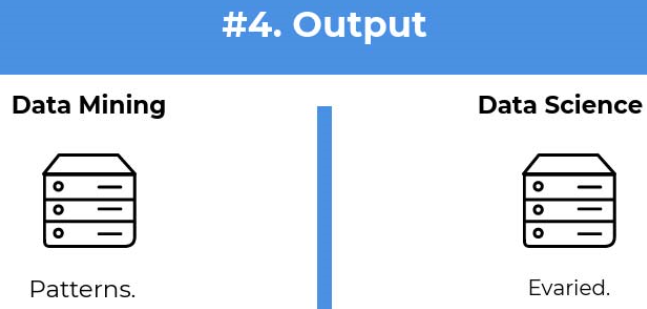 #4. Output
Data Mining
Data Science
Patterns.
Evaried.